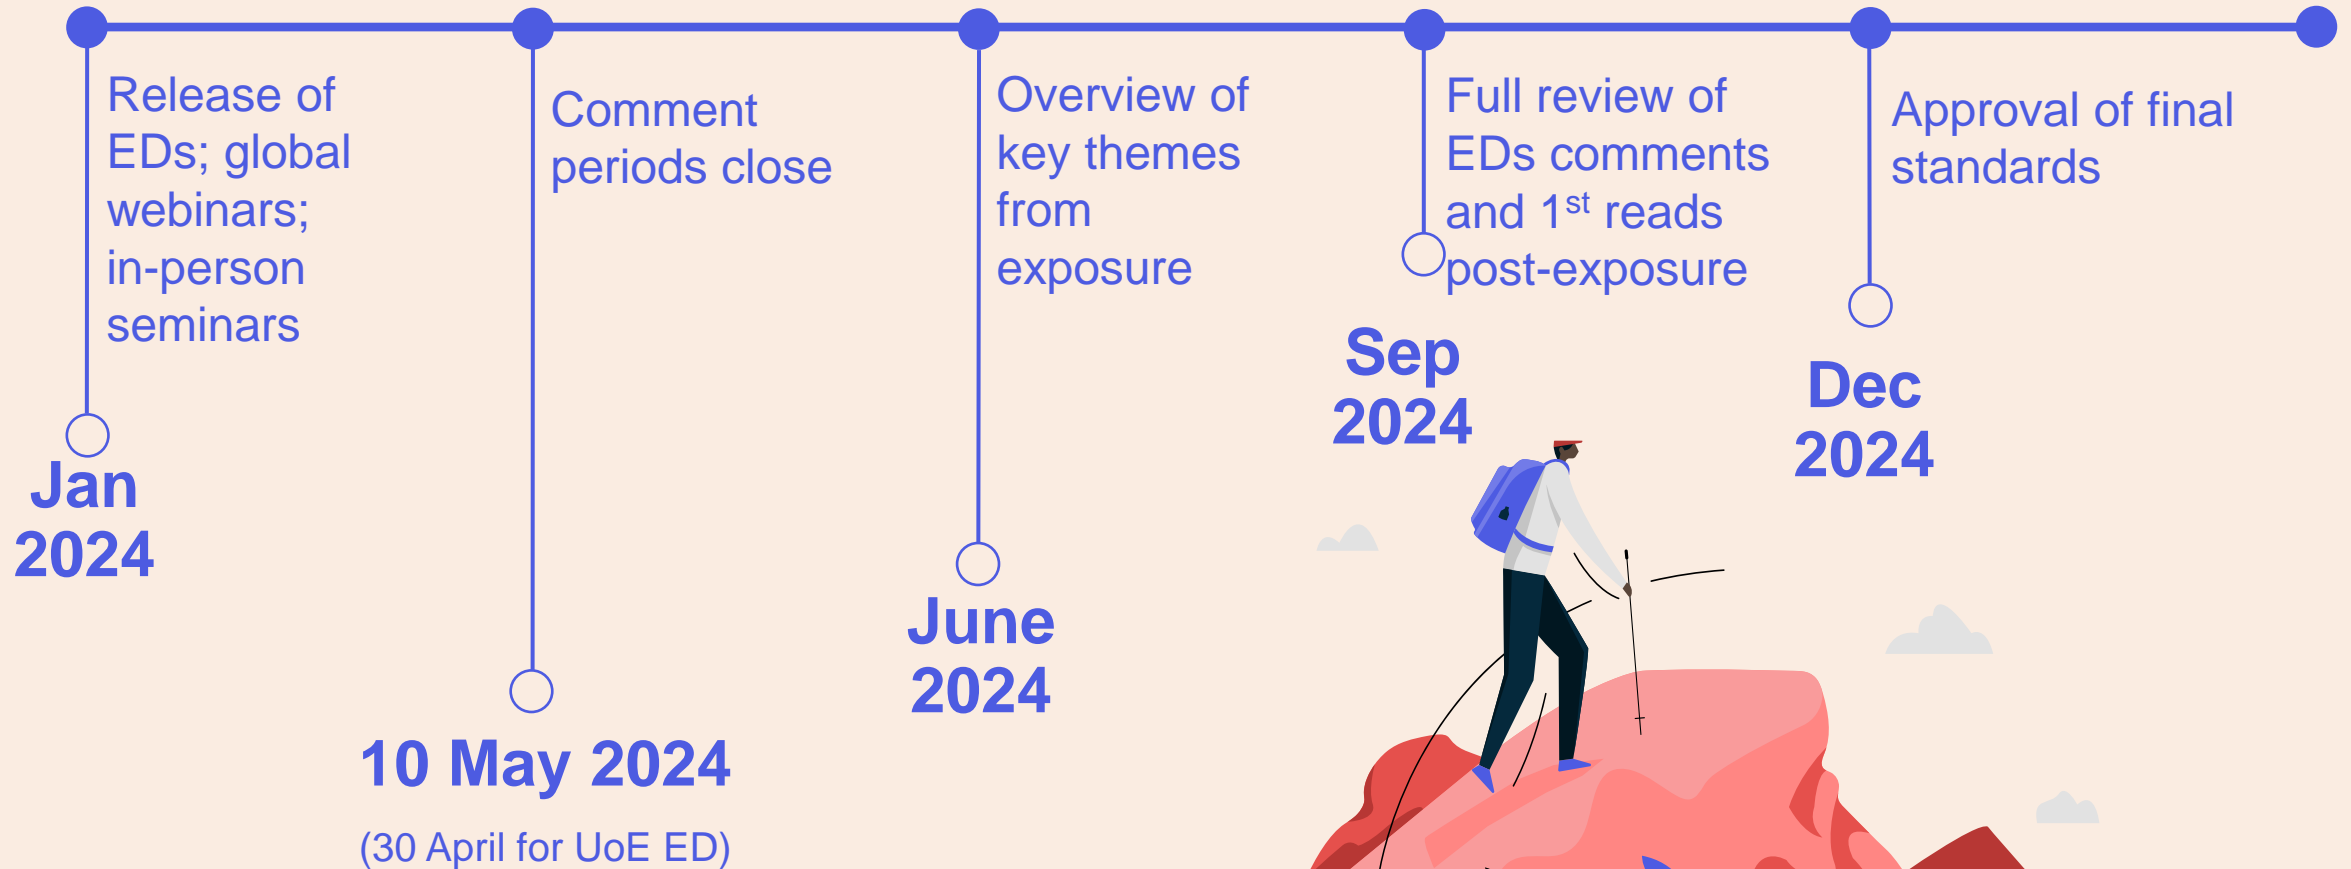 Release of
EDs; global
webinars;
in-person
seminars
Jan
2024
Comment
periods close
10 May 2024
(30 April for UoE ED)
Overview of
key themes
from
exposure
June
2024
Full review of
EDs comments
and 1st reads
post-exposure
Sep
2024
Approval of final
standards
Dec
2024